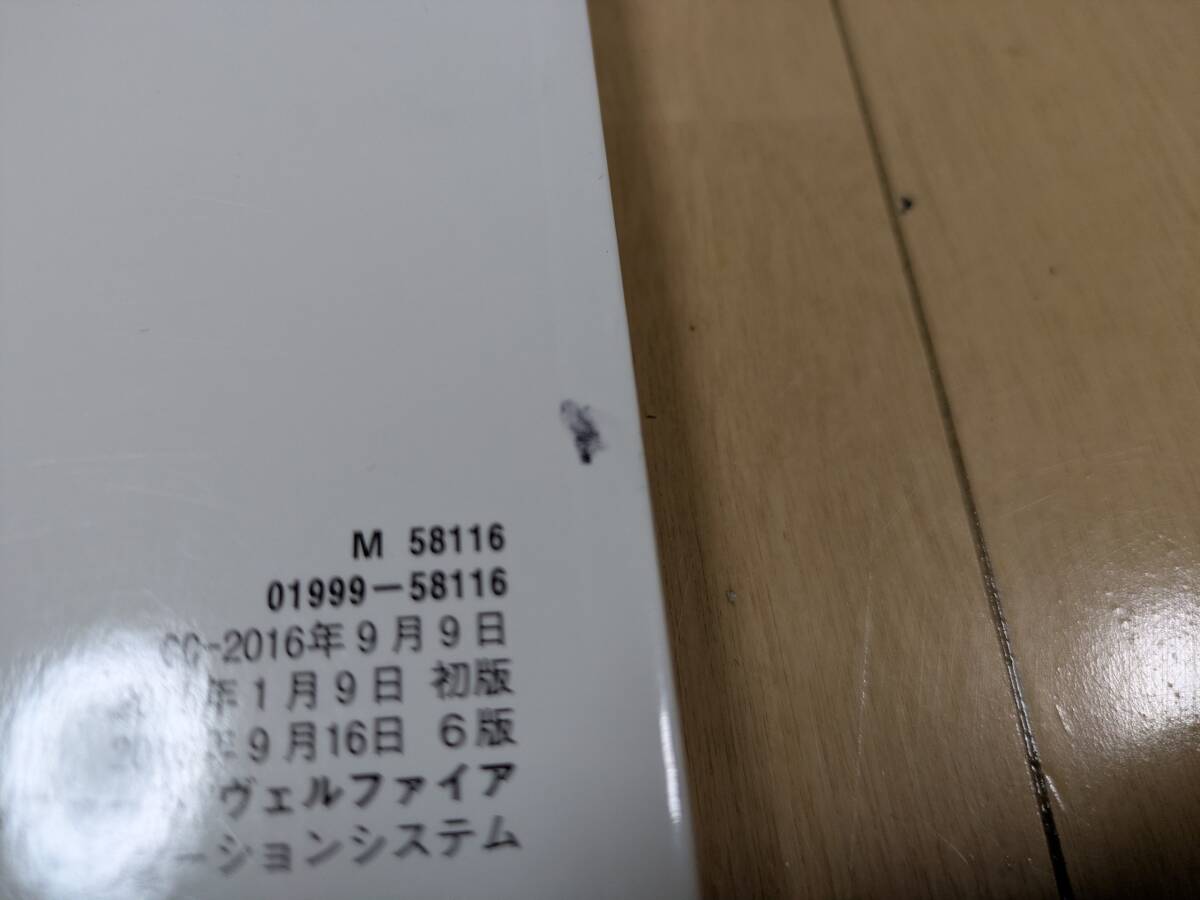 M 58116
01999-58116
-2016年9月9日
年1月9日 初版
年9月16日 6版
ヴェルファイア
ーションシステム